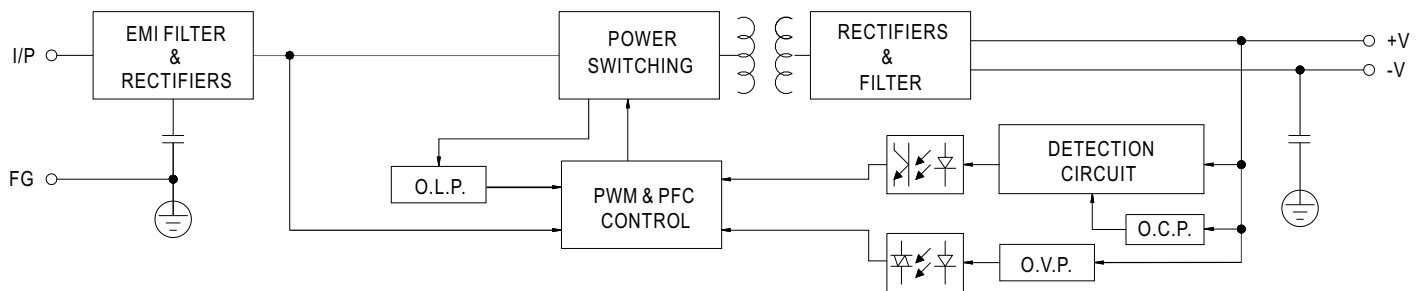 I/P
EMI FILTER
&
RECTIFIERS
POWER
SWITCHING
RECTIFIERS
&
FILTER
+V
-V
FG
O.L.P.
PWM & PFC
CONTROL
DETECTION
CIRCUIT
O.C.P.
O.V.P.